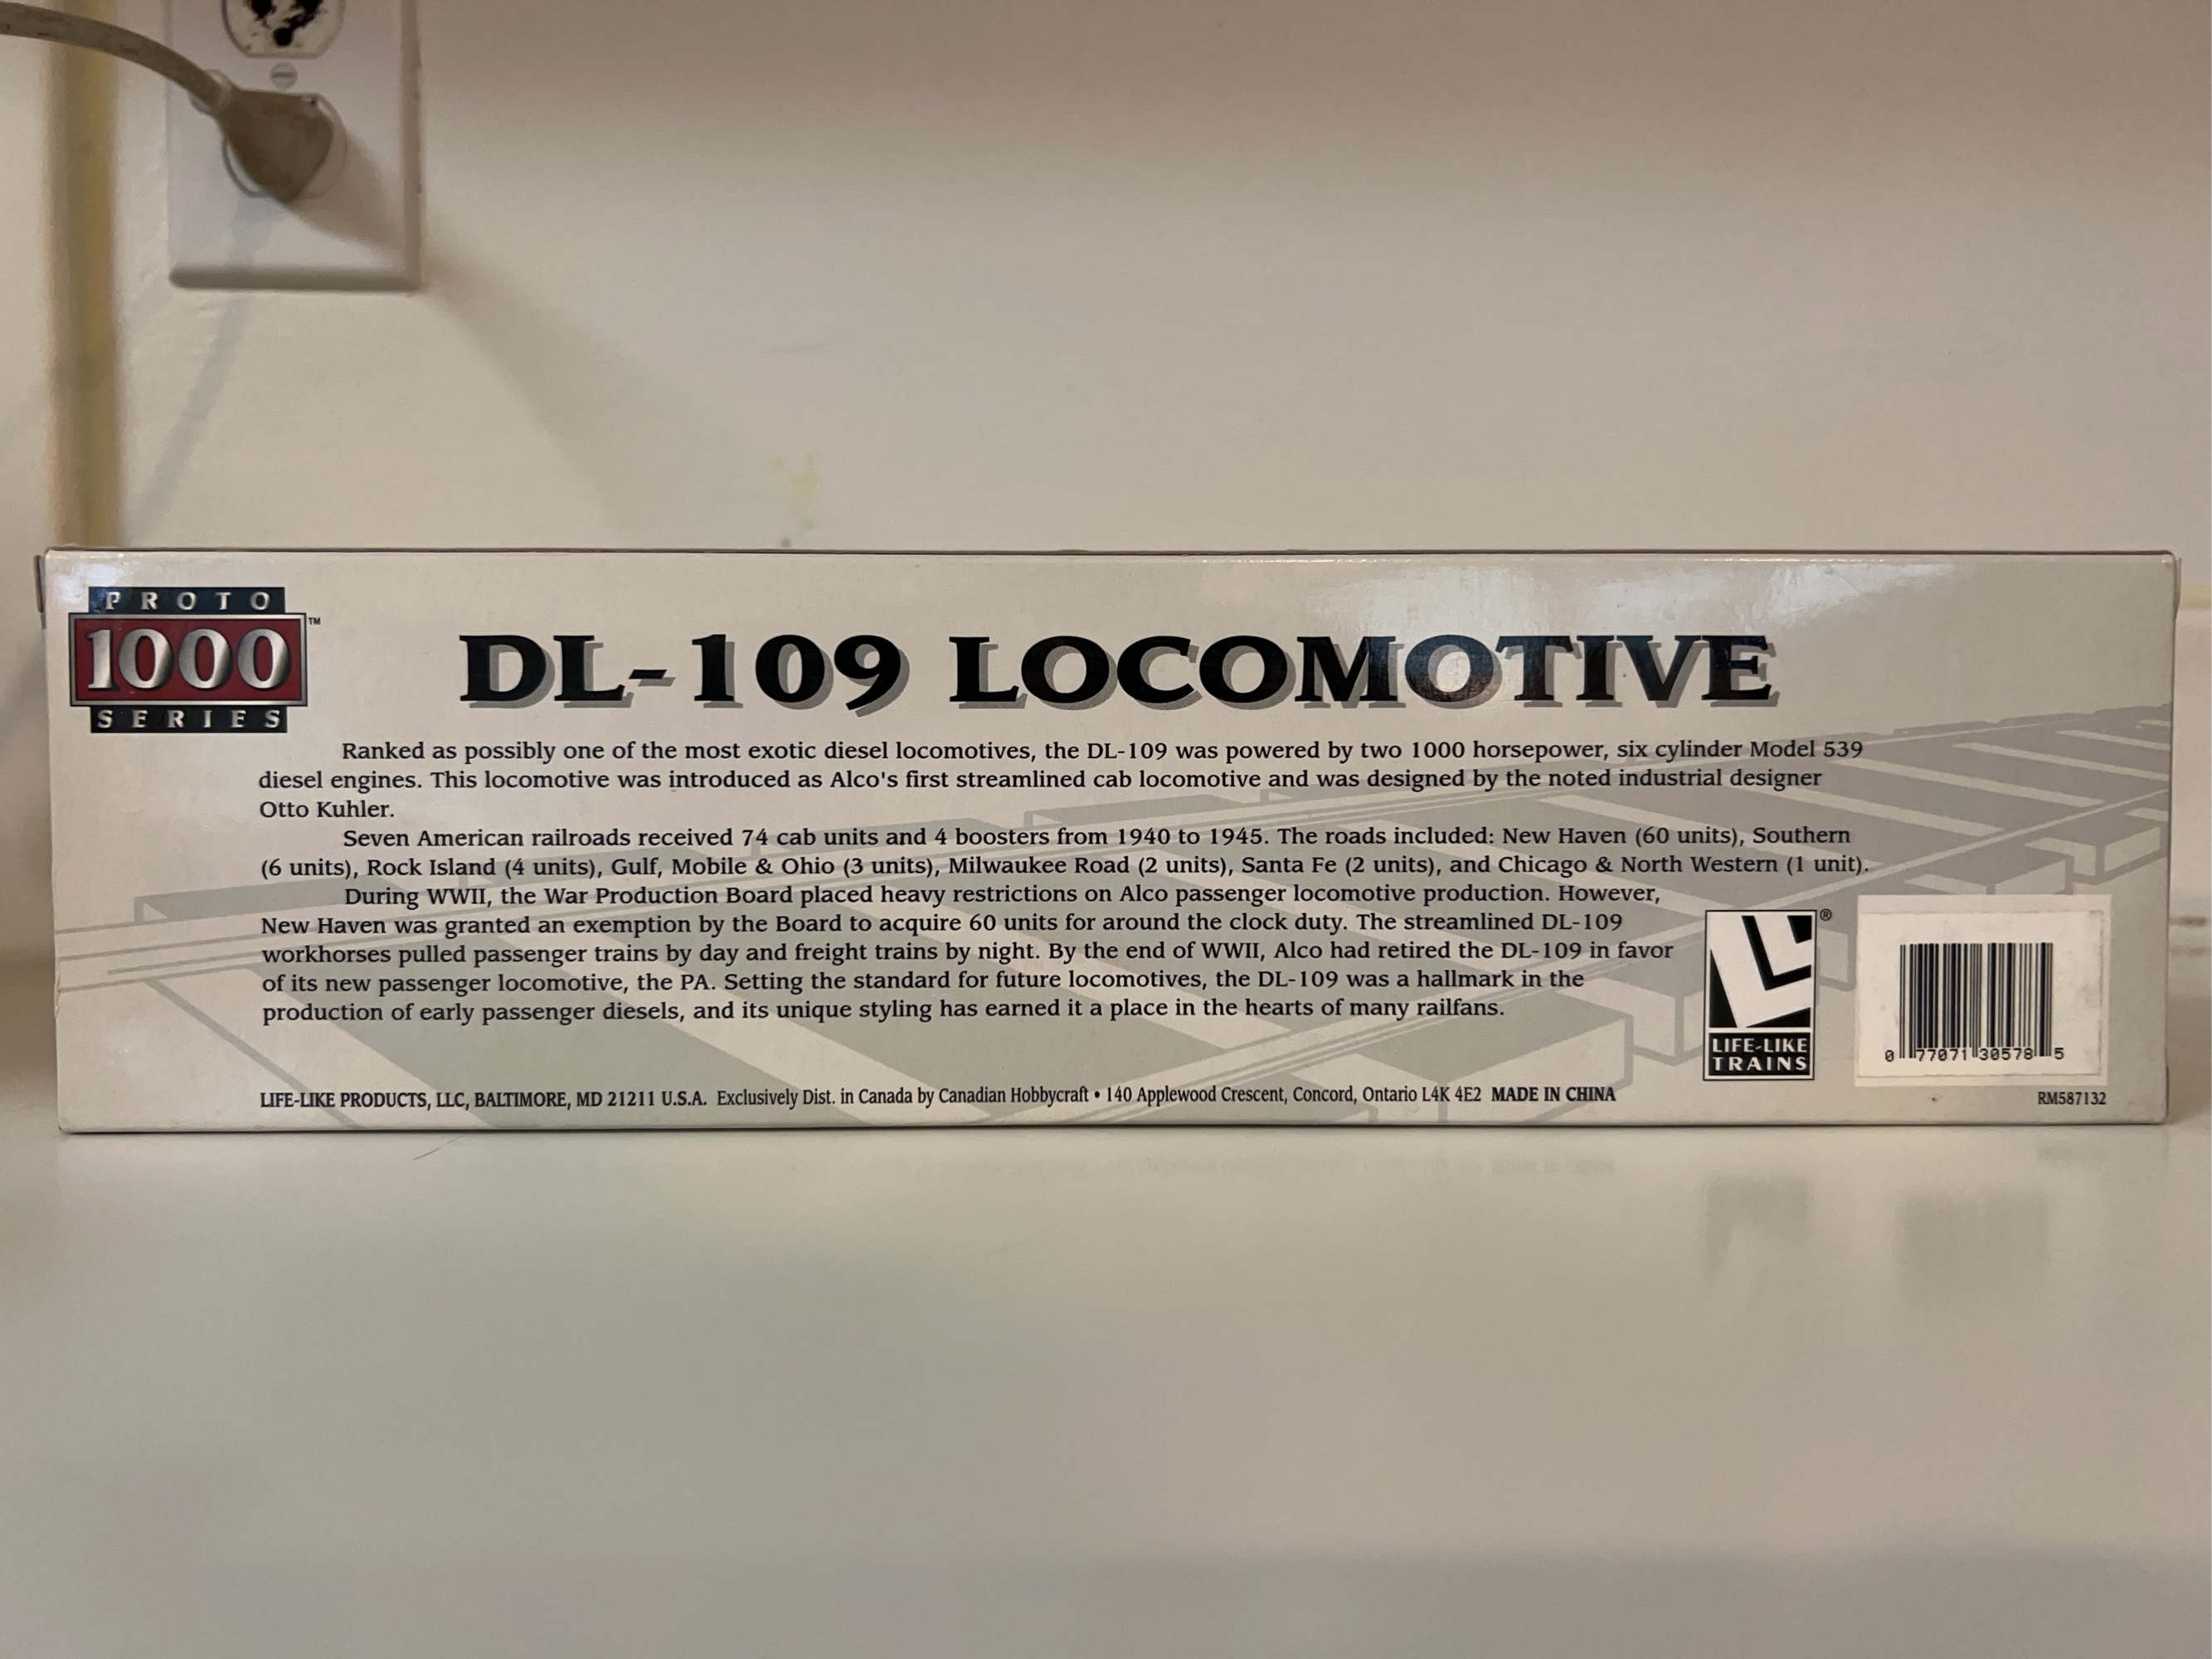 PROTO
1000
SERIES
™
DL-109 LOCOMOTIVE
Ranked as possibly one of the most exotic diesel locomotives, the DL-109 was powered by two 1000 horsepower, six cylinder Model 539
diesel engines. This locomotive was introduced as Alco's first streamlined cab locomotive and was designed by the noted industrial designer
Otto Kuhler.
Seven American railroads received 74 cab units and 4 boosters from 1940 to 1945. The roads included: New Haven (60 units), Southern
(6 units), Rock Island (4 units), Gulf, Mobile & Ohio (3 units), Milwaukee Road (2 units), Santa Fe (2 units), and Chicago & North Western (1 unit).
During WWII, the War Production Board placed heavy restrictions on Alco passenger locomotive production. However,
New Haven was granted an exemption by the Board to acquire 60 units for around the clock duty. The streamlined DL-109
workhorses pulled passenger trains by day and freight trains by night. By the end of WWII, Alco had retired the DL-109 in favor
of its new passenger locomotive, the PA. Setting the standard for future locomotives, the DL-109 was a hallmark in the
production of early passenger diesels, and its unique styling has earned it a place in the hearts of many railfans.
L ®
LIFE-LIKE
TRAINS
0 77071 30578 5
LIFE-LIKE PRODUCTS, LLC, BALTIMORE, MD 21211 U.S.A. Exclusively Dist. in Canada by Canadian Hobbycraft • 140 Applewood Crescent, Concord, Ontario L4K 4E2 MADE IN CHINA
RM587132